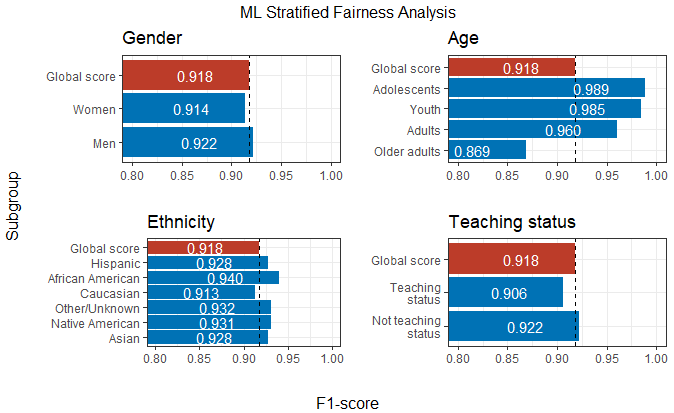 ML Stratified Fairness Analysis
Gender
Global score 0.918
Women 0.914
Men 0.922
0.80 0.85 0.90 0.95 1.00
Age
Global score 0.918
Adolescents 0.989
Youth 0.985
Adults 0.960
Older adults 0.869
0.80 0.85 0.90 0.95 1.00
Subgroup
Ethnicity
Global score 0.918
Hispanic 0.928
African American 0.940
Caucasian 0.913
Other/Unknown 0.932
Native American 0.931
Asian 0.928
0.80 0.85 0.90 0.95 1.00
Teaching status
Global score 0.918
Teaching
status 0.906
Not teaching
status 0.922
0.80 0.85 0.90 0.95 1.00
F1-score